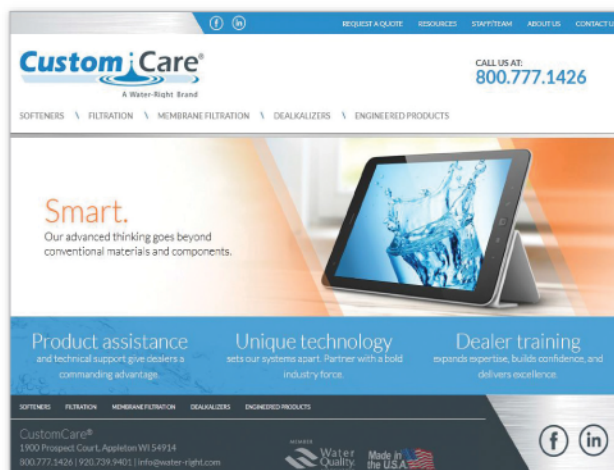 REQUEST A QUOTE RESOURCES STAFF/TEAM ABOUT US CONTACT U
Custom Care®
A Water-Right Brand
CALL US AT:
800.777.1426
SOFTENERS \ FILTRATION \ MEMBRANE FILTRATION \ DEALKALIZERS \ ENGINEERED PRODUCTS
Smart.
Our advanced thinking goes beyond
conventional materials and components.
Product assistance Unique technology Dealer training
and technical support give dealers a sets our systems apart. Partner with a bold expands expertise, builds confidence, and
commanding advantage. industry force. delivers excellence.
SOFTENERS FILTRATION MEMBRANE FILTRATION DEALKALIZERS ENGINEERED PRODUCTS
CustomCare®
1900 Prospect Court, Appleton WI 54914
800.777.1426 | 920.739.9401 | info@water-right.com
MEMBER
Water
Quality
Made in
the U.S.A.
f in